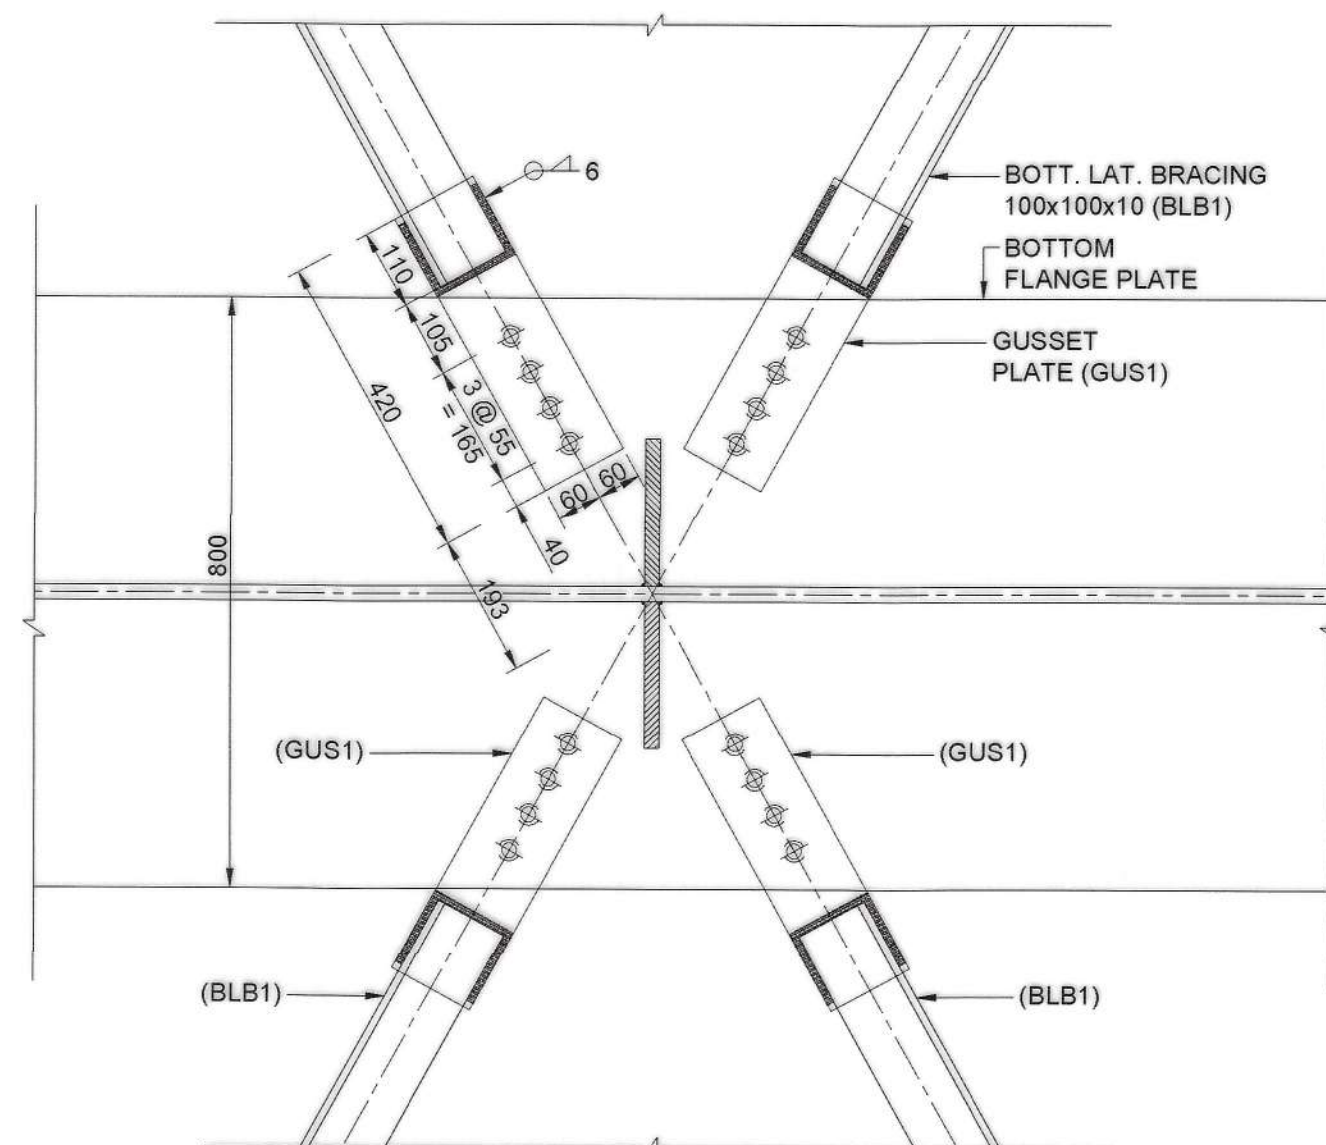 6
BOTT. LAT. BRACING
100x100x10 (BLB1)
BOTTOM
FLANGE PLATE
GUSSET
PLATE (GUS1)
110
105
3 @ 55
= 165
420
60
60
40
193
800
(GUS1)
(GUS1)
(BLB1)
(BLB1)